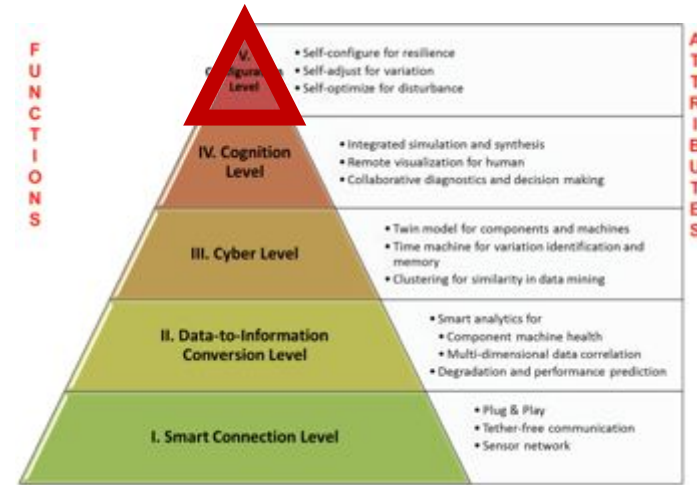 FUNCTIONS
ATTRIBUTES
V.
Level
• Self-configure for resilience
• Self-adjust for variation
• Self-optimize for disturbance
IV. Cognition
Level
• Integrated simulation and synthesis
• Remote visualization for human
• Collaborative diagnostics and decision making
III. Cyber Level
• Twin model for components and machines
• Time machine for variation identification and
memory
• Clustering for similarity in data mining
II. Data-to-Information
Conversion Level
• Smart analytics for
• Component machine health
• Multi-dimensional data correlation
• Degradation and performance prediction
I. Smart Connection Level
• Plug & Play
• Tether-free communication
• Sensor network